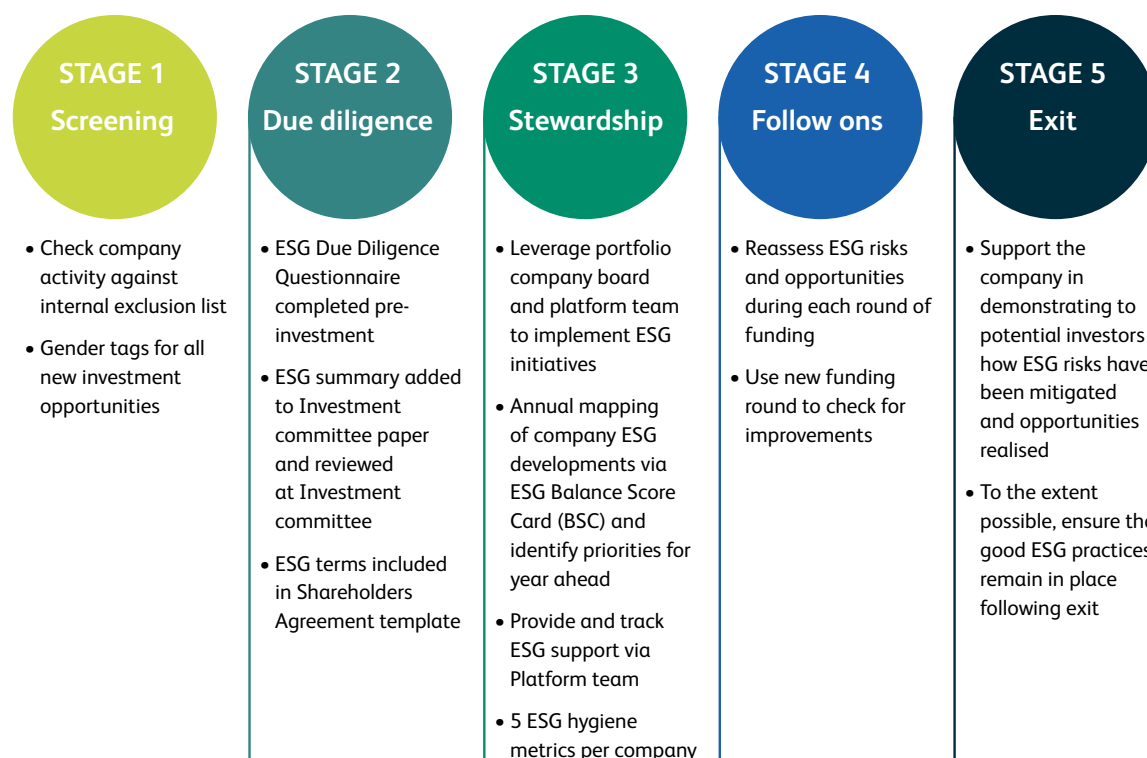 STAGE 1
Screening
• Check company
activity against
internal exclusion list
• Gender tags for all
new investment
opportunities
STAGE 2
Due diligence
• ESG Due Diligence
Questionnaire
completed pre-
investment
• ESG summary added
to Investment
committee paper
and reviewed
at Investment
committee
• ESG terms included
in Shareholders
Agreement template
STAGE 3
Stewardship
• Leverage portfolio
company board
and platform team
to implement ESG
initiatives
• Annual mapping
of company ESG
developments via
ESG Balance Score
Card (BSC) and
identify priorities for
year ahead
• Provide and track
ESG support via
Platform team
• 5 ESG hygiene
metrics per company
STAGE 4
Follow ons
• Reassess ESG risks
and opportunities
during each round of
funding
• Use new funding
round to check for
improvements
STAGE 5
Exit
• Support the
company in
demonstrating to
potential investors
how ESG risks have
been mitigated
and opportunities
realised
• To the extent
possible, ensure
good ESG practices
remain in place
following exit